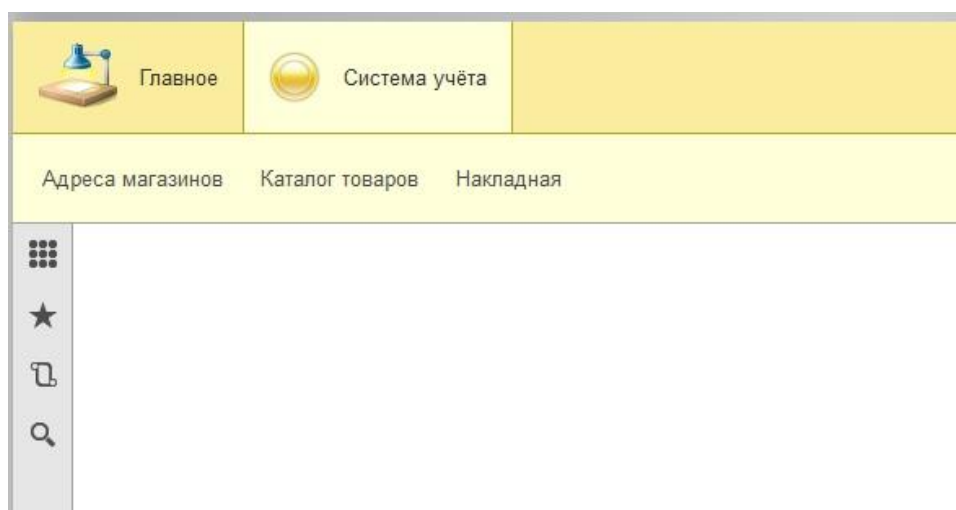 Главное Система учёта
Адреса магазинов Каталог товаров Накладная